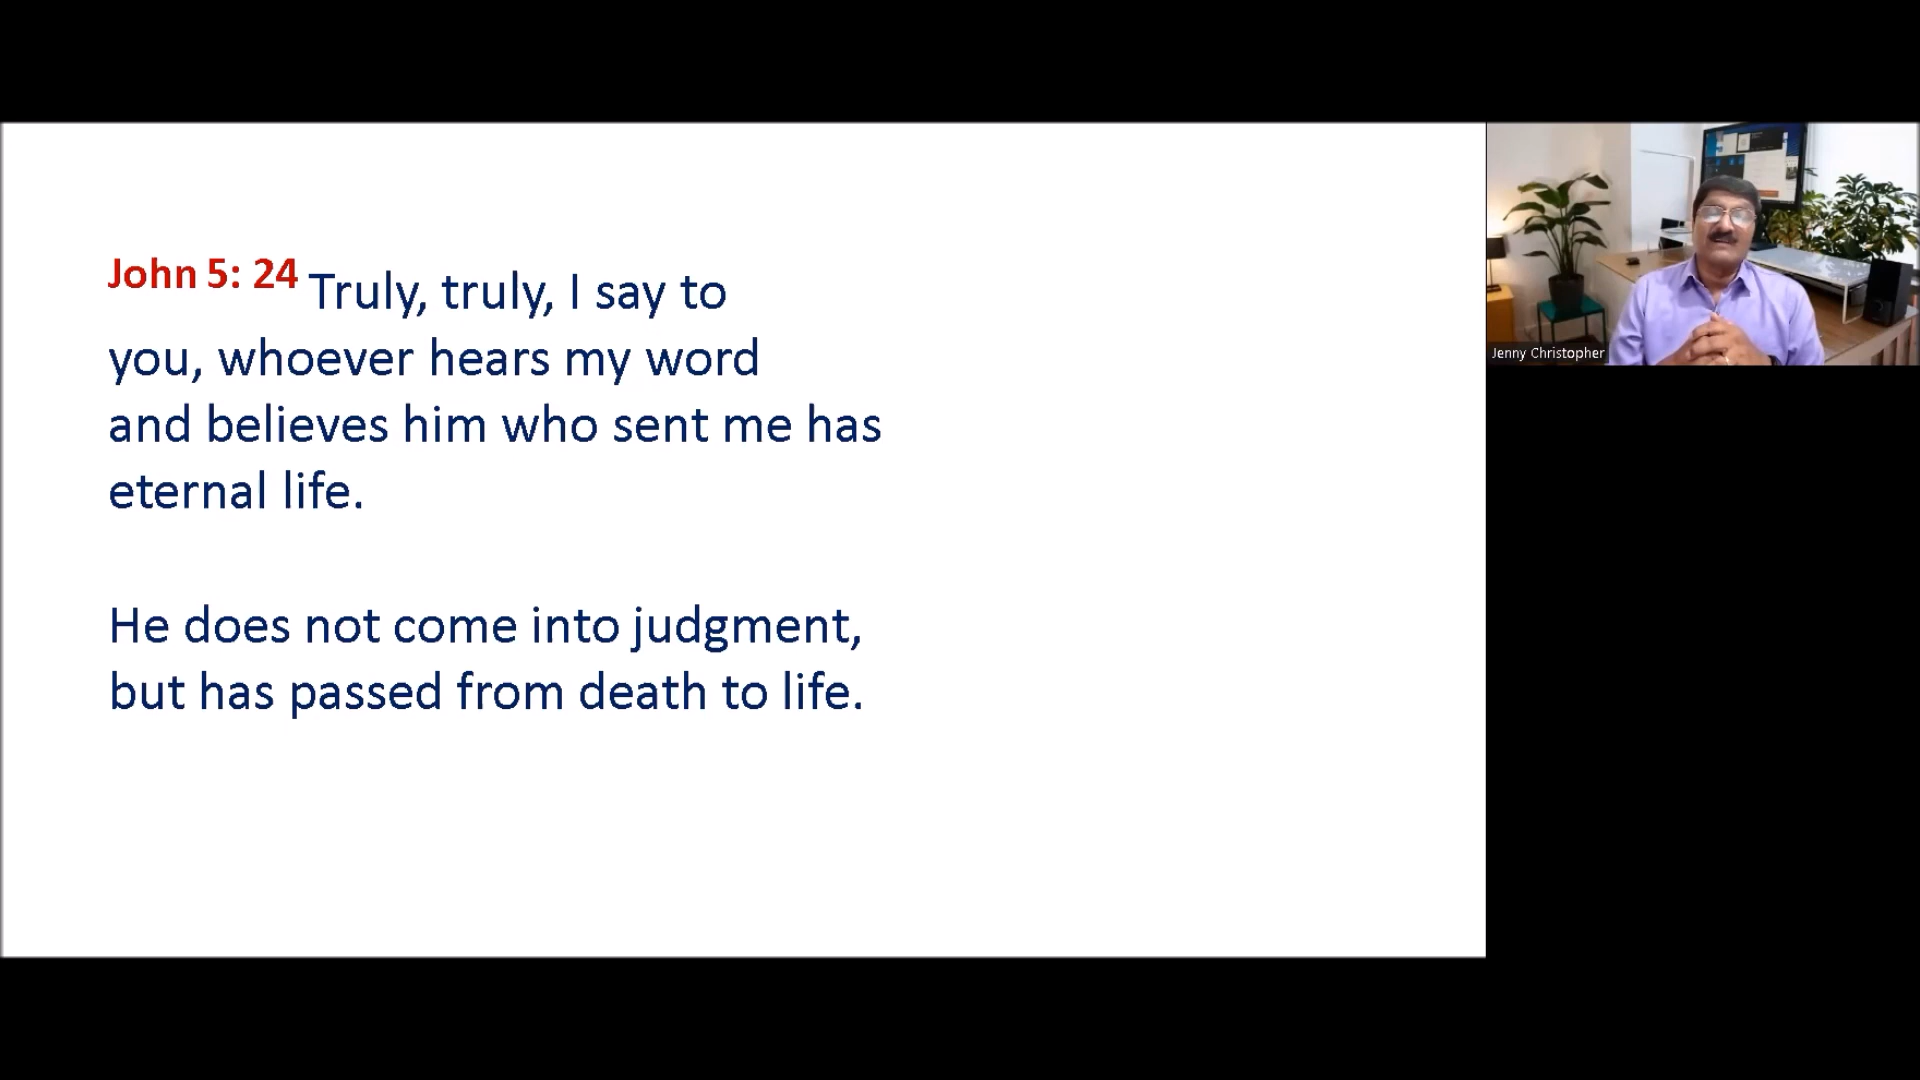 John 5: 24 Truly, truly, I say to
you, whoever hears my word
and believes him who sent me has
eternal life.
He does not come into judgment,
but has passed from death to life.
Jenny Christopher